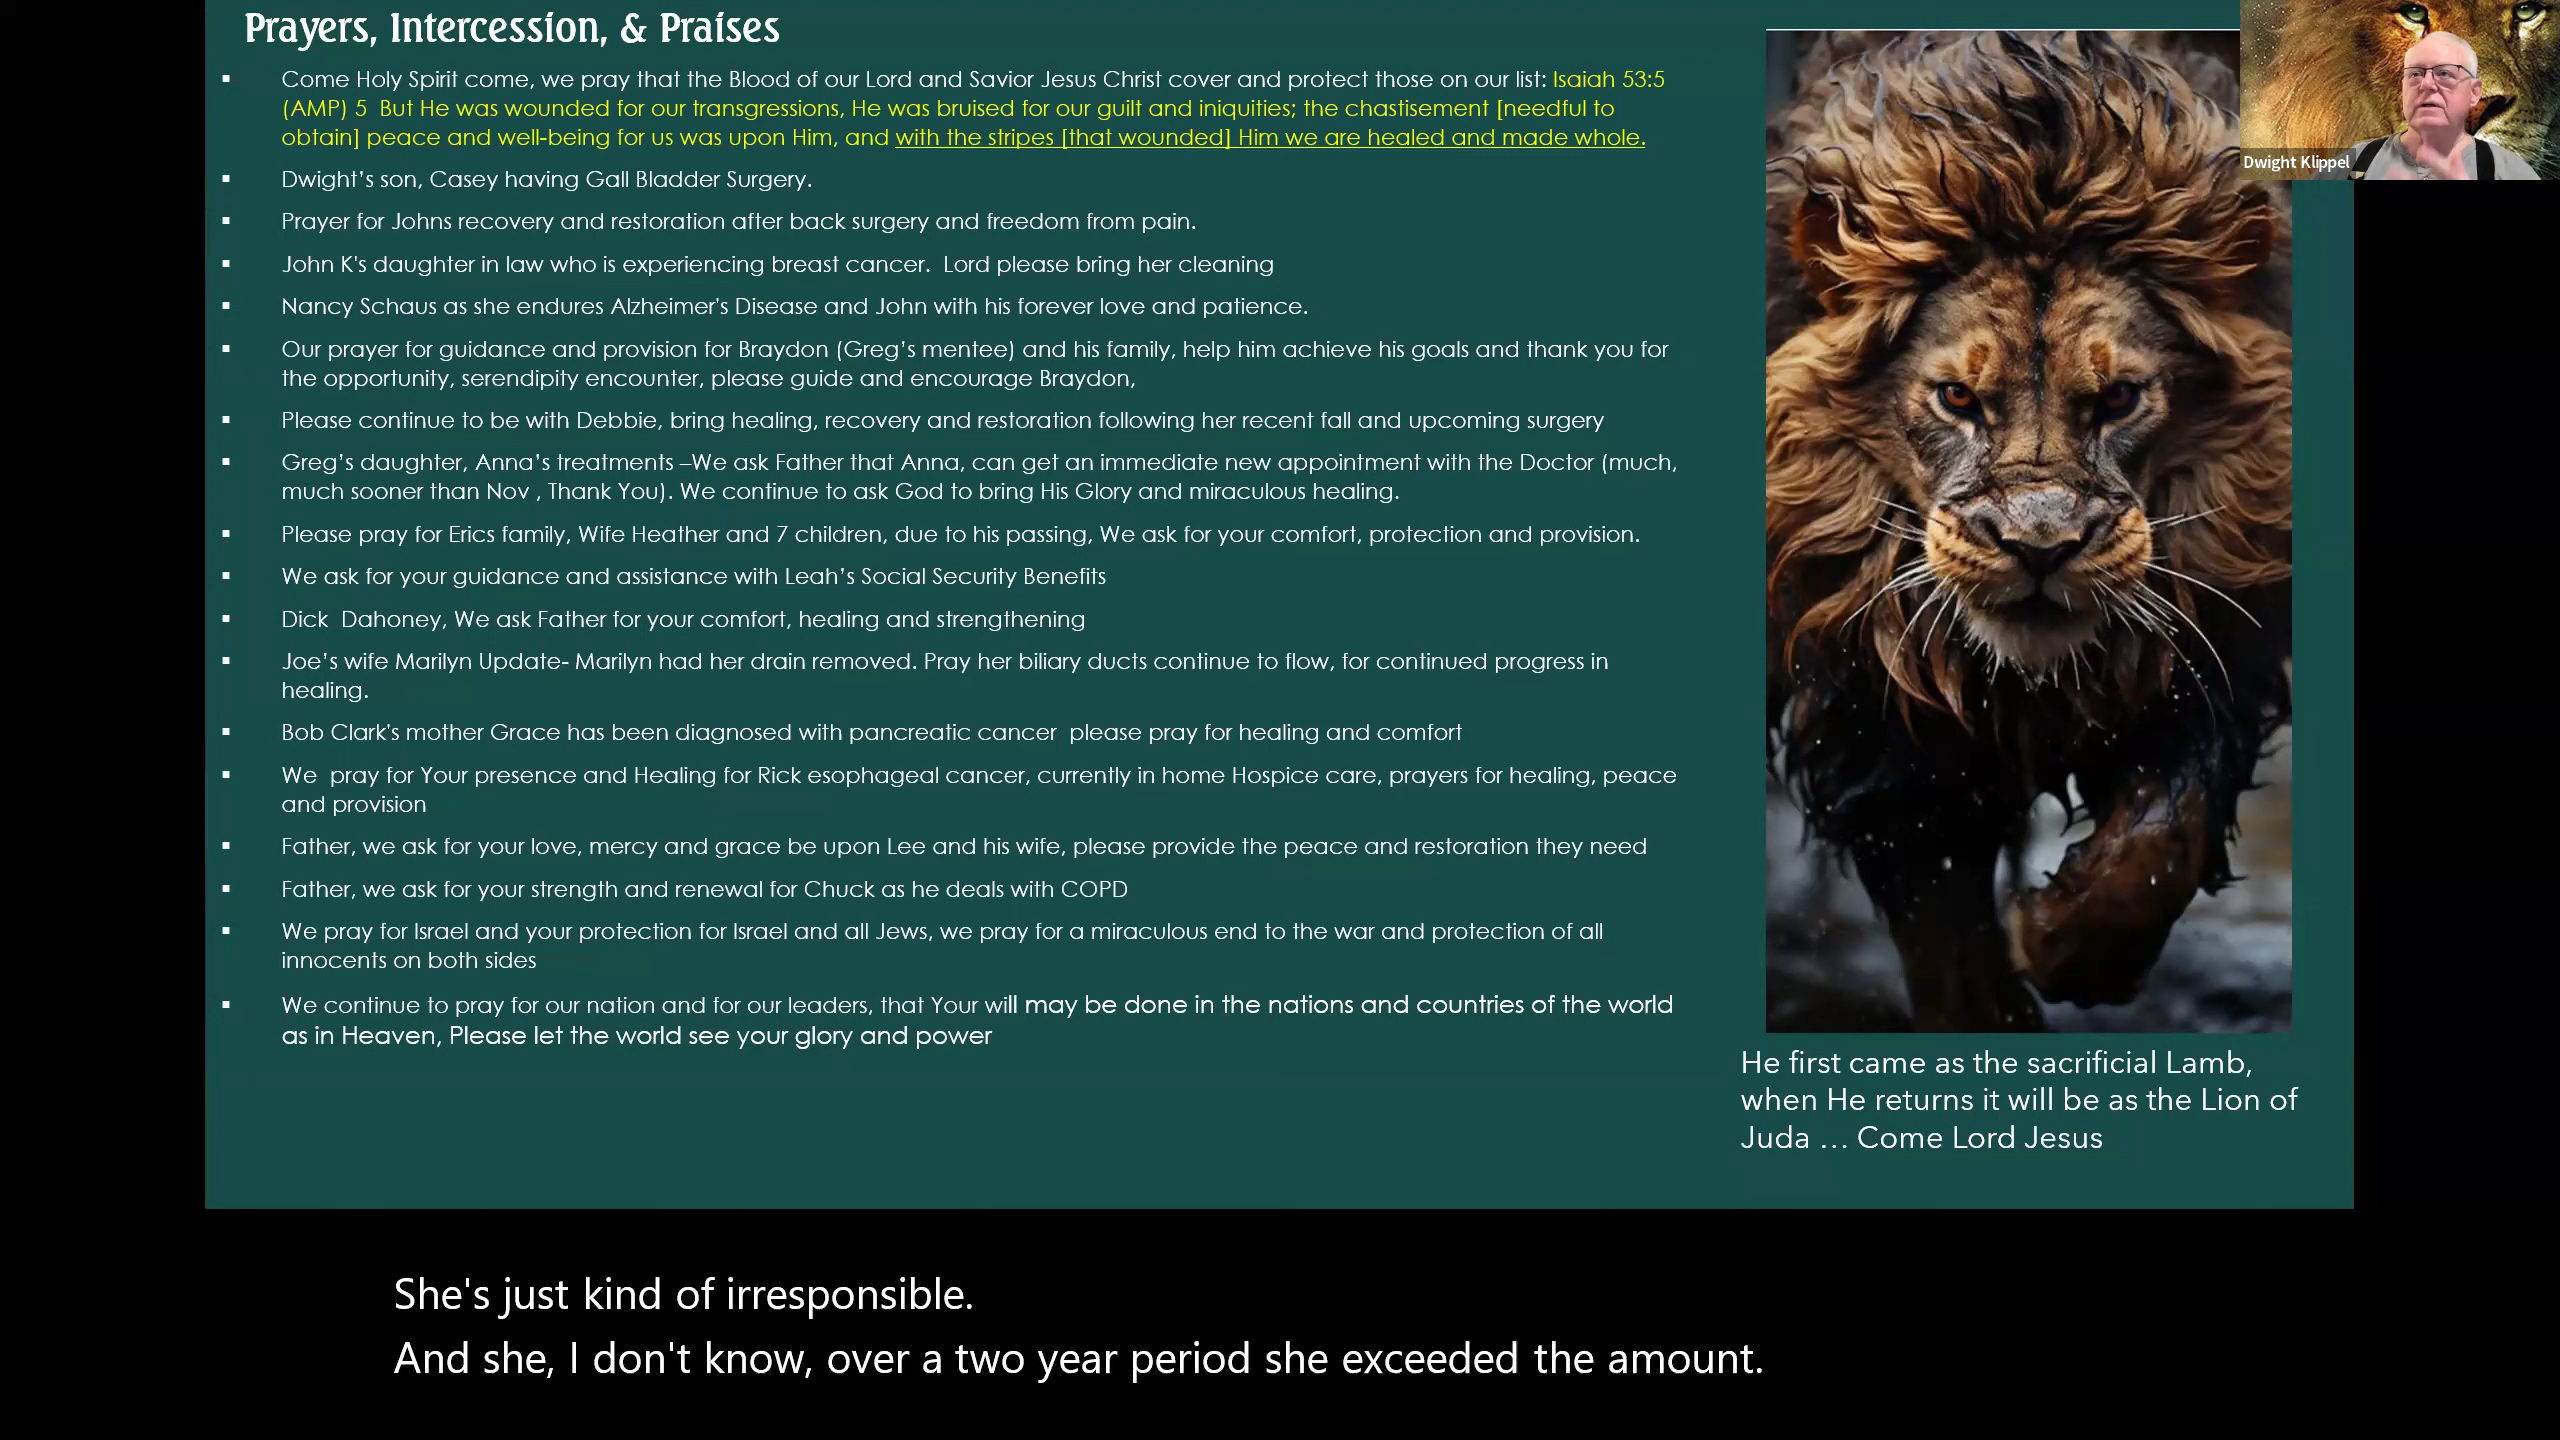 Prayers, Intercession, & Praises
▪ Come Holy Spirit come, we pray that the Blood of our Lord and Savior Jesus Christ cover and protect those on our list: Isaiah 53:5
(AMP) 5  But He was wounded for our transgressions, He was bruised for our guilt and iniquities; the chastisement [needful to
obtain] peace and well-being for us was upon Him, and with the stripes [that wounded] Him we are healed and made whole.
▪ Dwight’s son, Casey having Gall Bladder Surgery.
▪ Prayer for Johns recovery and restoration after back surgery and freedom from pain.
▪ John K's daughter in law who is experiencing breast cancer.  Lord please bring her cleaning
▪ Nancy Schaus as she endures Alzheimer's Disease and John with his forever love and patience.
▪ Our prayer for guidance and provision for Braydon (Greg’s mentee) and his family, help him achieve his goals and thank you for
the opportunity, serendipity encounter, please guide and encourage Braydon,
▪ Please continue to be with Debbie, bring healing, recovery and restoration following her recent fall and upcoming surgery
▪ Greg’s daughter, Anna’s treatments –We ask Father that Anna, can get an immediate new appointment with the Doctor (much,
much sooner than Nov , Thank You). We continue to ask God to bring His Glory and miraculous healing.
▪ Please pray for Erics family, Wife Heather and 7 children, due to his passing, We ask for your comfort, protection and provision.
▪ We ask for your guidance and assistance with Leah’s Social Security Benefits
▪ Dick  Dahoney, We ask Father for your comfort, healing and strengthening
▪ Joe’s wife Marilyn Update- Marilyn had her drain removed. Pray her biliary ducts continue to flow, for continued progress in
healing.
▪ Bob Clark's mother Grace has been diagnosed with pancreatic cancer  please pray for healing and comfort
▪ We  pray for Your presence and Healing for Rick esophageal cancer, currently in home Hospice care, prayers for healing, peace
and provision
▪ Father, we ask for your love, mercy and grace be upon Lee and his wife, please provide the peace and restoration they need
▪ Father, we ask for your strength and renewal for Chuck as he deals with COPD
▪ We pray for Israel and your protection for Israel and all Jews, we pray for a miraculous end to the war and protection of all
innocents on both sides
▪ We continue to pray for our nation and for our leaders, that Your will may be done in the nations and countries of the world
as in Heaven, Please let the world see your glory and power
Dwight Klippel
He first came as the sacrificial Lamb,
when He returns it will be as the Lion of
Juda … Come Lord Jesus
She's just kind of irresponsible.
And she, I don't know, over a two year period she exceeded the amount.